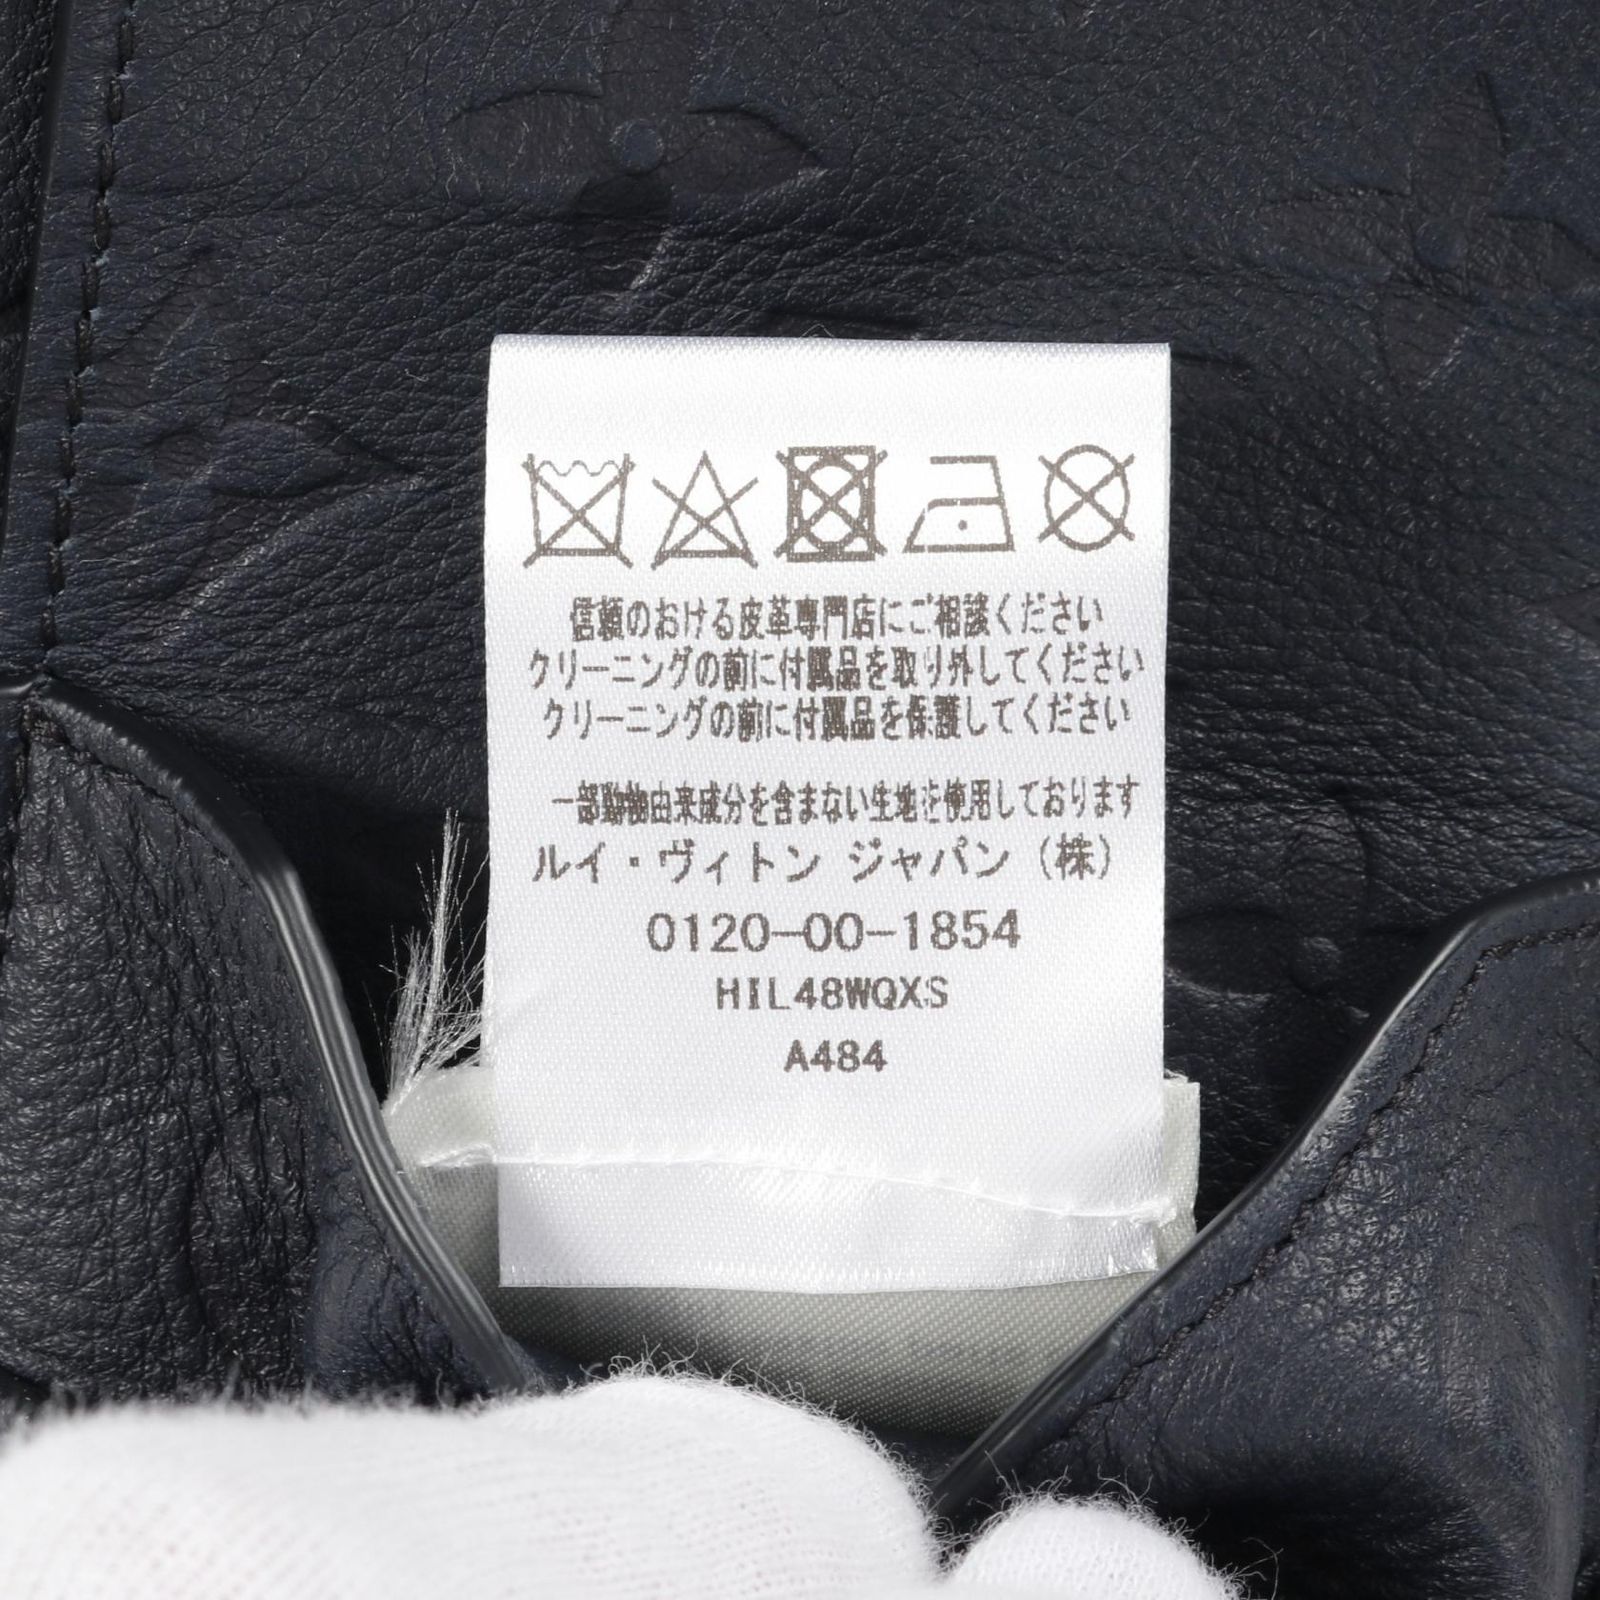 信頼のおける皮革専門店にご相談ください
クリーニングの前に付属品を取り外してください
クリーニングの前に付属品を保護してください
一部動物由来成分を含まない生地を使用しております
ルイ・ヴィトン ジャパン (株)
0120-00-1854
HIL48WQXS
A484